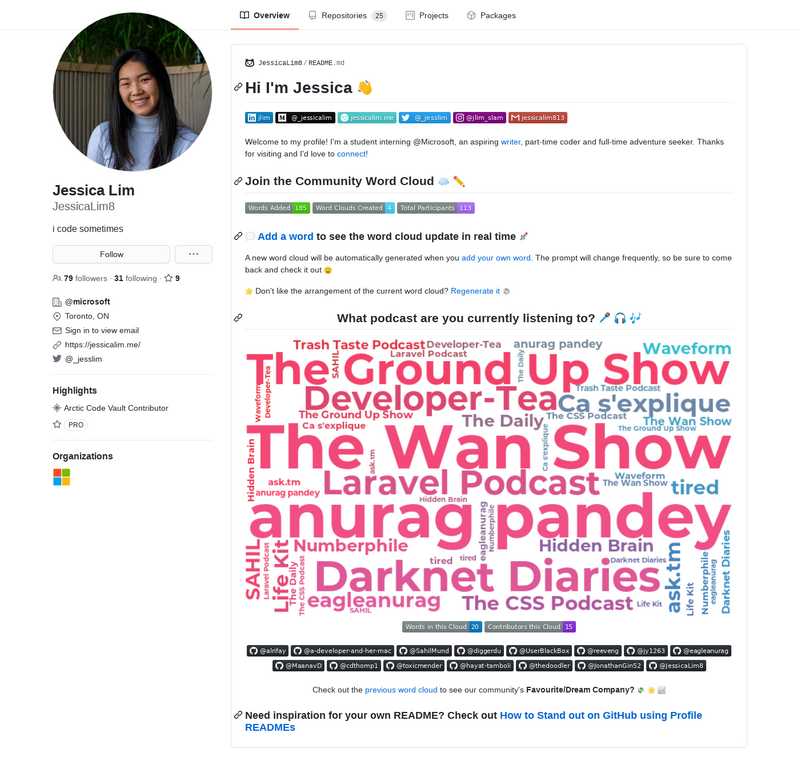 Overview
Repositories 25
Projects
Packages
Jessica Lim
JessicaLim8
i code sometimes
Follow
79 followers · 31 following · 9
@microsoft
Toronto, ON
Sign in to view email
https://jessicalim.me/
@_jesslim
Highlights
Arctic Code Vault Contributor
PRO
Organizations
JessicaLim8 / README.md
Hi I'm Jessica 👋
jlim
@_jessicalim
jessicalim.me
@_jesslim
@jlim_slam
jessicalim813
Welcome to my profile! I'm a student interning @Microsoft, an aspiring writer, part-time coder and full-time adventure seeker. Thanks
for visiting and I'd love to connect!
Join the Community Word Cloud ☁️ ✏️
Words Added 185
Word Clouds Created 4
Total Participants 113
Add a word to see the word cloud update in real time 🚀
A new word cloud will be automatically generated when you add your own word. The prompt will change frequently, so be sure to come
back and check it out 😄
⭐ Don't like the arrangement of the current word cloud? Regenerate it 🎲
What podcast are you currently listening to? 🎤 🎧 🎶
Trash Taste Podcast
Developer-Tea
anurag pandey
Waveform
SAHIL
Laravel Podcast
The Daily
The Ground Up Show
Waveform
Developer-Tea
Developer-Tea
Trash Taste Podcast
Ca s'explique
The Ground Up Show
The Daily
The CSS Podcast
The Wan Show
Ca s'explique
The Ground Up Show
The Wan Show
Hidden Brain
ask.tm
Ca s'explique
ask.tm
anurag pandey
Laravel Podcast
Waveform
The Wan Show
tired
Hidden Brain
anurag pandey
eagleanurag
Numberphile
SAHIL
Laravel Podcast
Life Kit
The Daily
The CSS Podcast
Numberphile
tired
tired
Hidden Brain
Darknet Diaries
Darknet Diaries
ask.tm
Life Kit
Numberphile
eagleanurag
Darknet Diaries
eagleanurag
SAHIL
The CSS Podcast
Life Kit
Words in this Cloud 20
Contributors this Cloud 15
@alnfay
@a-developer-and-her-mac
@SahilMund
@diggerdu
@UserBlackBox
@reeveng
@jy1263
@eagleanurag
@MaanavD
@cdthomp1
@toxicmender
@hayat-tamboli
@thedoodler
@JonathanGin52
@JessicaLim8
Check out the previous word cloud to see our community's Favourite/Dream Company? 💸 🌟 📈
Need inspiration for your own README? Check out How to Stand out on GitHub using Profile
READMEs